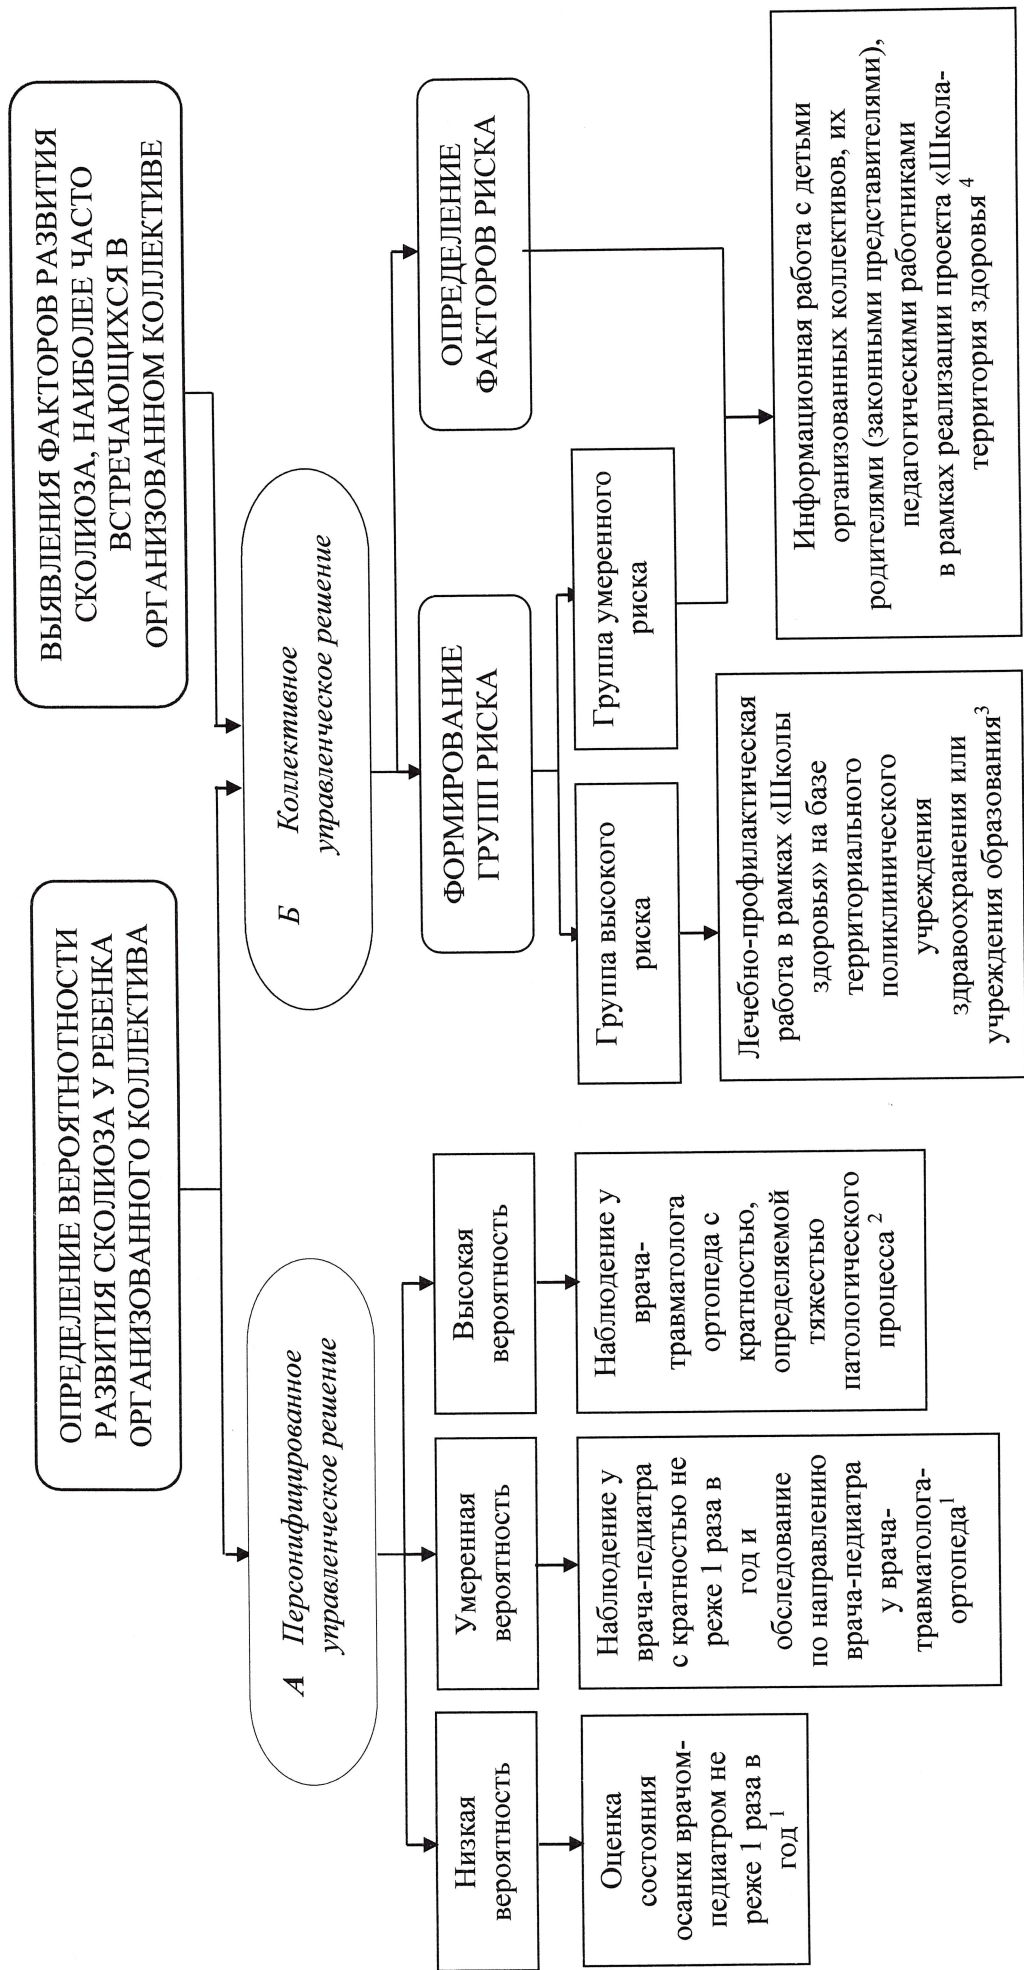 ОПРЕДЕЛЕНИЕ ВЕРОЯТНОТНОСТИ
РАЗВИТИЯ СКОЛИОЗА У РЕБЕНКА
ОРГАНИЗОВАННОГО КОЛЛЕКТИВА
ВЫЯВЛЕНИЯ ФАКТОРОВ РАЗВИТИЯ
СКОЛИОЗА, НАИБОЛЕЕ ЧАСТО
ВСТРЕЧАЮЩИХСЯ В
ОРГАНИЗОВАННОМ КОЛЛЕКТИВЕ
А Персонифицированное
управленческое решение
Б Коллективное
управленческое решение
Низкая
вероятность
Умеренная
вероятность
Высокая
вероятность
ФОРМИРОВАНИЕ
ГРУПП РИСКА
ОПРЕДЕЛЕНИЕ
ФАКТОРОВ РИСКА
Группа высокого
риска
Группа умеренного
риска
Оценка
состояния
осанки врачом-
педиатром не
реже 1 раза в
год 1
Наблюдение у
врача-педиатра
с кратностью не
реже 1 раза в
год и
обследование
по направлению
врача-педиатра
у врача-
травматолога-
ортопеда1
Наблюдение у
врача-
травматолога
ортопеда с
кратностью,
определяемой
тяжестью
патологического
процесса 2
Лечебно-профилактическая
работа в рамках «Школы
здоровья» на базе
территориального
поликлинического
учреждения
здравоохранения или
учреждения образования3
Информационная работа с детьми
организованных коллективов, их
родителями (законными представителями),
педагогическими работниками
в рамках реализации проекта «Школа-
территория здоровья 4